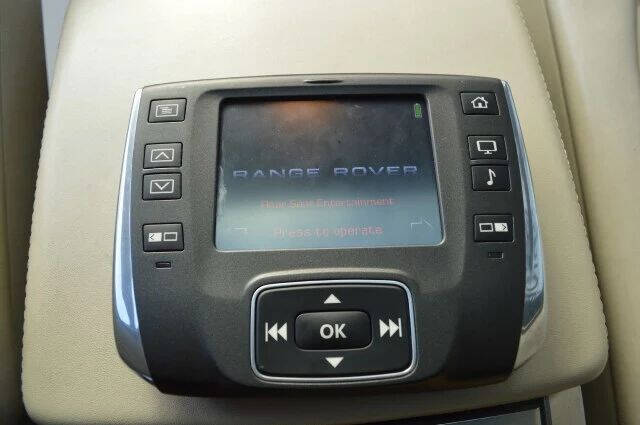 RANGE ROVER
Rear Seat Entertainment
Press to operate
OK